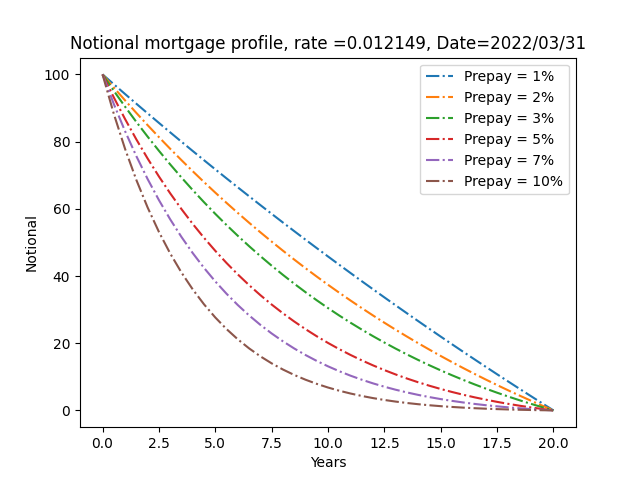 Notional mortgage profile, rate =0.012149, Date=2022/03/31
Prepay = 1%
Prepay = 2%
Prepay = 3%
Prepay = 5%
Prepay = 7%
Prepay = 10%
Notional
100
80
60
40
20
0
0.0 2.5 5.0 7.5 10.0 12.5 15.0 17.5 20.0
Years